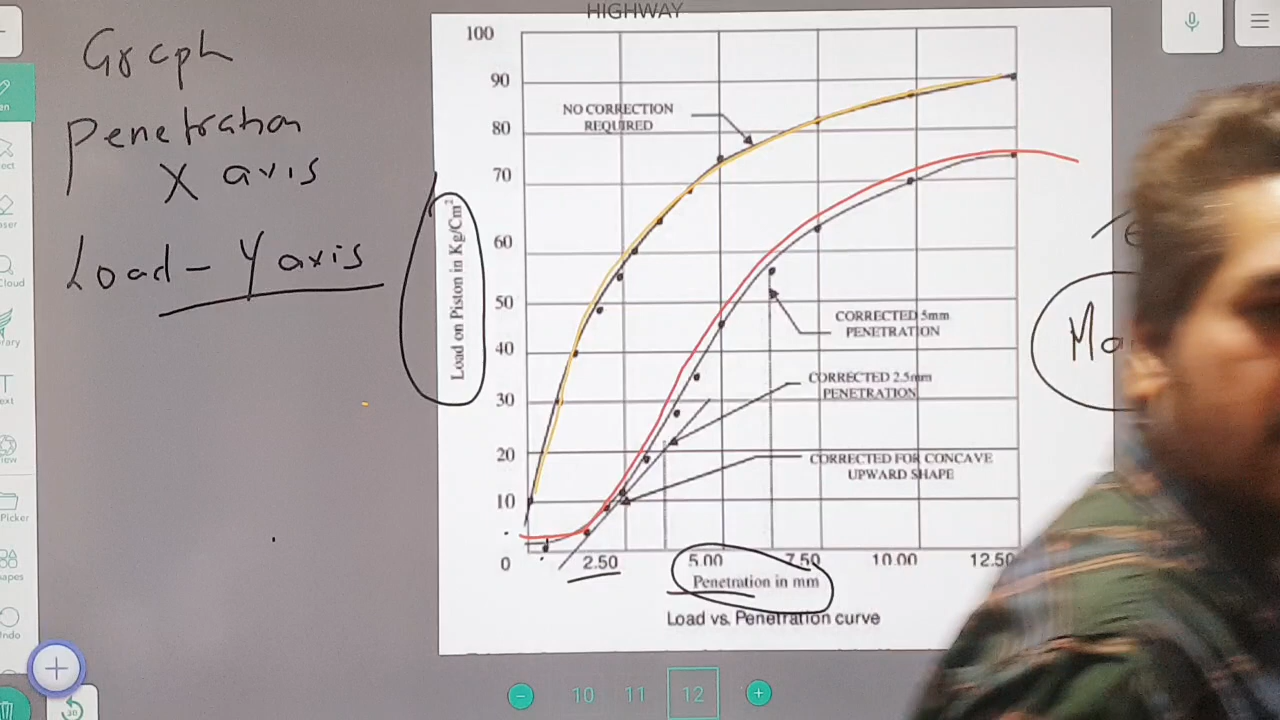 HIGHWAY
Graph
Penetration
X axis
Load - Y axis
100
90
80
70
60
50
40
30
20
10
0
Load on Piston in Kg/Cm²
NO CORRECTION
REQUIRED
CORRECTED 5mm
PENETRATION
CORRECTED 2.5mm
PENETRATION
CORRECTED FOR CONCAVE
UPWARD SHAPE
2.50 5.00 7.50 10.00 12.50
Penetration in mm
Load vs. Penetration curve
10 11 12
Cloud
Picker
30